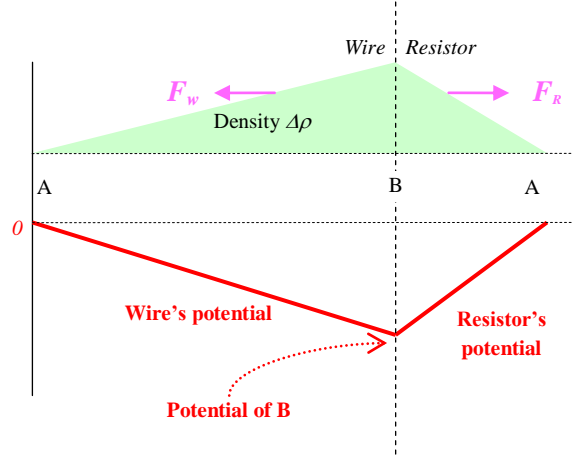 Wire Resistor
F_w
F_R
Density Δρ
A
B
A
0
Wire's potential
Resistor's
potential
Potential of B